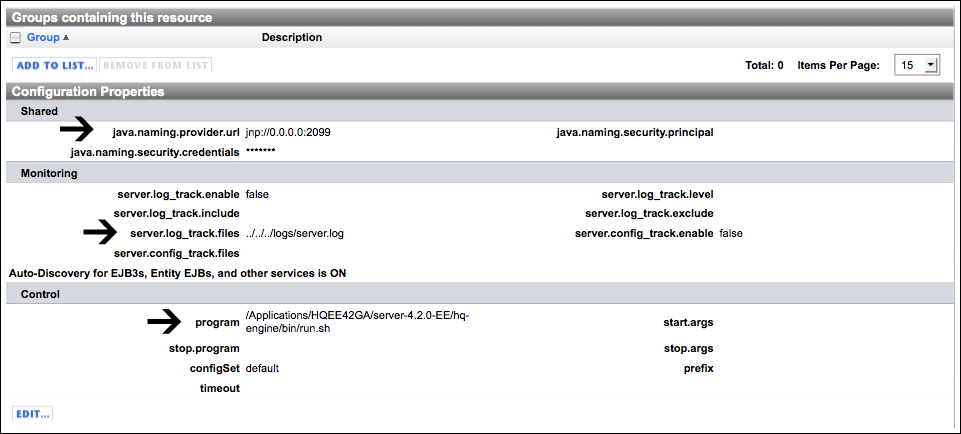 Groups containing this resource
Group Description
ADD TO LIST... REMOVE FROM LIST Total: 0 Items Per Page: 15
Configuration Properties
Shared
java.naming.provider.url jnp://0.0.0.0:2099 java.naming.security.principal
java.naming.security.credentials *******
Monitoring
server.log_track.enable false server.log_track.level
server.log_track.include server.log_track.exclude
server.log_track.files ../../../logs/server.log server.config_track.enable false
server.config_track.files
Auto-Discovery for EJB3s, Entity EJBs, and other services is ON
Control
program /Applications/HQEE42GA/server-4.2.0-EE/hq-
engine/bin/run.sh start.args
stop.program stop.args
configSet default prefix
timeout
EDIT...